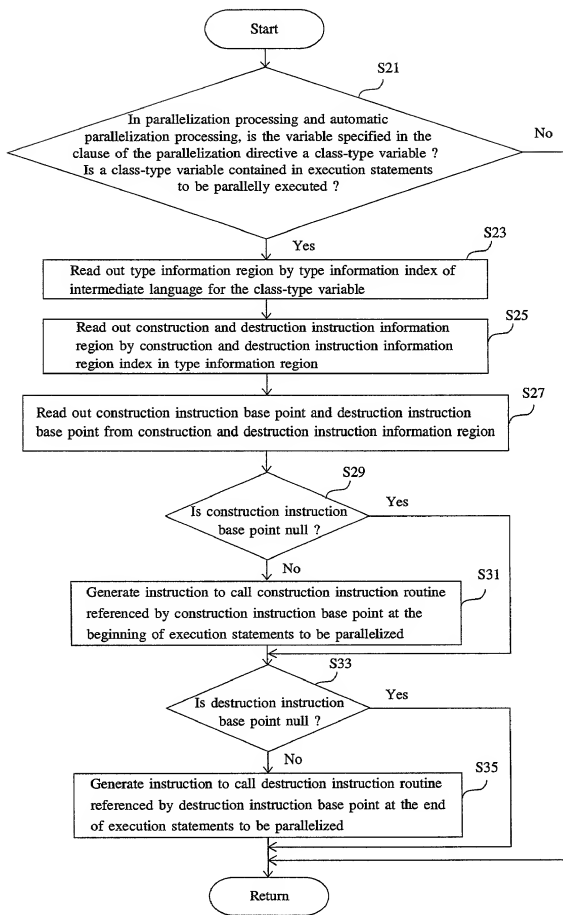 Start
S21
In parallelization processing and automatic
parallelization processing, is the variable specified in the
clause of the parallelization directive a class-type variable ?
Is a class-type variable contained in execution statements
to be parallelly executed ?
No
Yes
S23
Read out type information region by type information index of
intermediate language for the class-type variable
S25
Read out construction and destruction instruction information
region by construction and destruction instruction information
region index in type information region
S27
Read out construction instruction base point and destruction instruction
base point from construction and destruction instruction information region
S29
Is construction instruction
base point null ?
Yes
No
S31
Generate instruction to call construction instruction routine
referenced by construction instruction base point at the
beginning of execution statements to be parallelized
S33
Is destruction instruction
base point null ?
Yes
No
S35
Generate instruction to call destruction instruction routine
referenced by destruction instruction base point at the end
of execution statements to be parallelized
Return